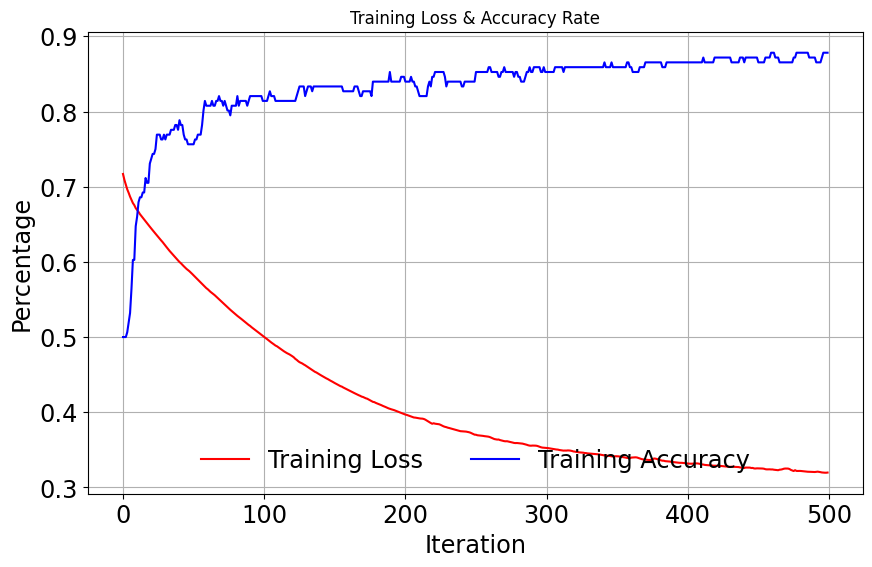 Training Loss & Accuracy Rate
Percentage
0.9
0.8
0.7
0.6
0.5
0.4
0.3
Training Loss Training Accuracy
0 100 200 300 400 500
Iteration